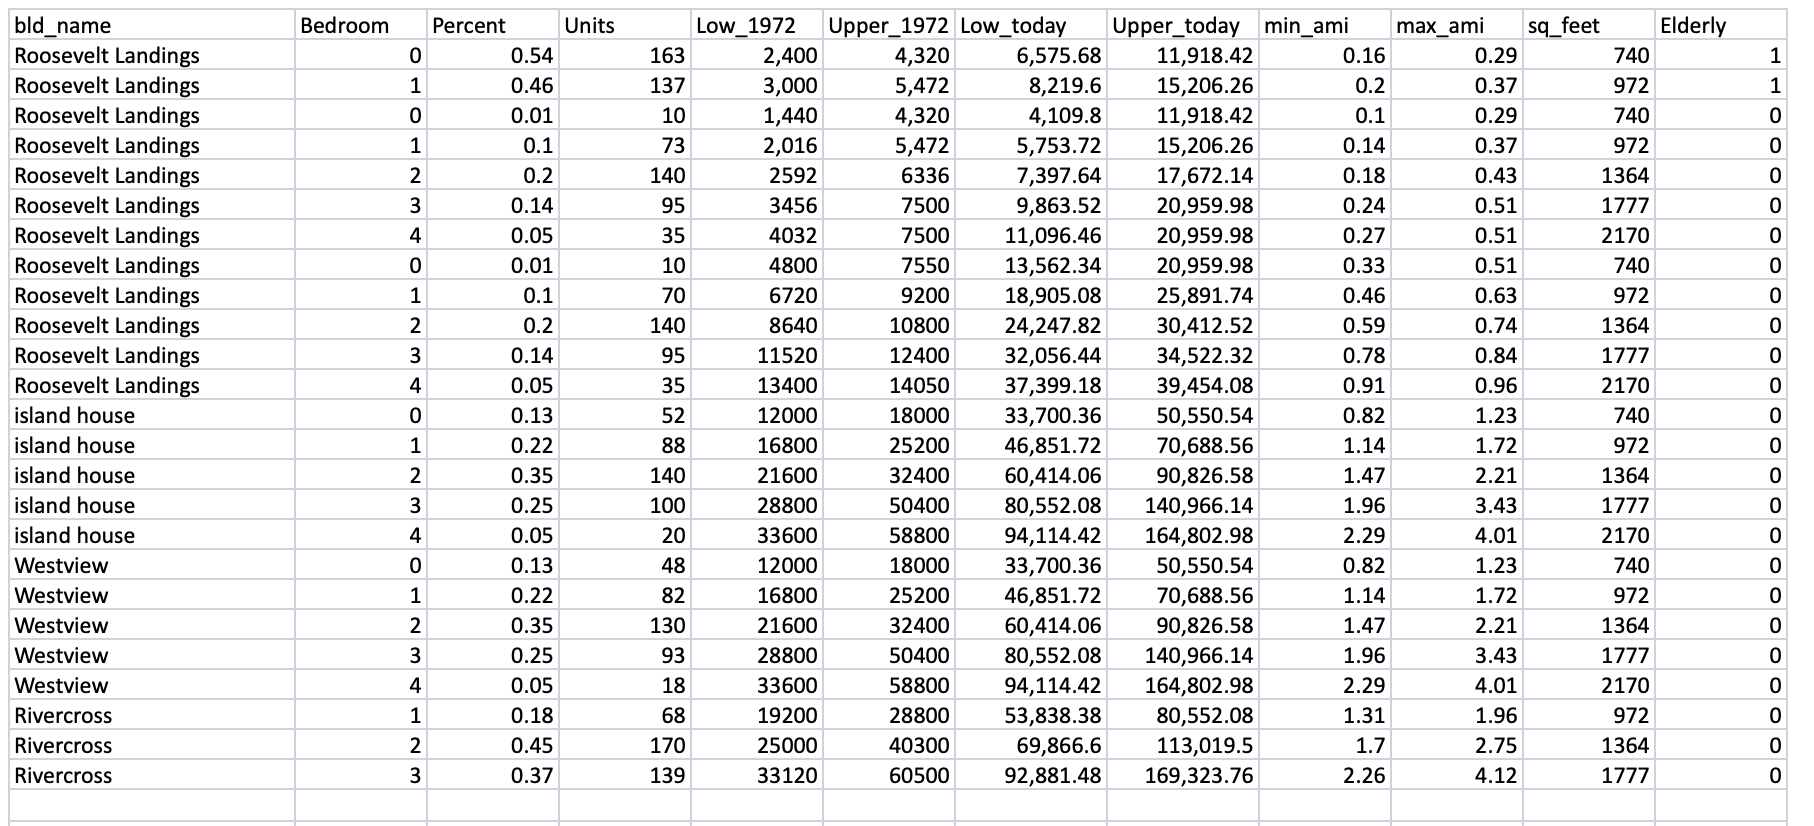 bld_name Bedroom Percent Units Low_1972 Upper_1972 Low_today Upper_today min_ami max_ami sq_feet Elderly
Roosevelt Landings 0 0.54 163 2,400 4,320 6,575.68 11,918.42 0.16 0.29 740 1
Roosevelt Landings 1 0.46 137 3,000 5,472 8,219.6 15,206.26 0.2 0.37 972 1
Roosevelt Landings 0 0.01 10 1,440 4,320 4,109.8 11,918.42 0.1 0.29 740 0
Roosevelt Landings 1 0.1 73 2,016 5,472 5,753.72 15,206.26 0.14 0.37 972 0
Roosevelt Landings 2 0.2 140 2592 6336 7,397.64 17,672.14 0.18 0.43 1364 0
Roosevelt Landings 3 0.14 95 3456 7500 9,863.52 20,959.98 0.24 0.51 1777 0
Roosevelt Landings 4 0.05 35 4032 7500 11,096.46 20,959.98 0.27 0.51 2170 0
Roosevelt Landings 0 0.01 10 4800 7550 13,562.34 20,959.98 0.33 0.51 740 0
Roosevelt Landings 1 0.1 70 6720 9200 18,905.08 25,891.74 0.46 0.63 972 0
Roosevelt Landings 2 0.2 140 8640 10800 24,247.82 30,412.52 0.59 0.74 1364 0
Roosevelt Landings 3 0.14 95 11520 12400 32,056.44 34,522.32 0.78 0.84 1777 0
Roosevelt Landings 4 0.05 35 13400 14050 37,399.18 39,454.08 0.91 0.96 2170 0
island house 0 0.13 52 12000 18000 33,700.36 50,550.54 0.82 1.23 740 0
island house 1 0.22 88 16800 25200 46,851.72 70,688.56 1.14 1.72 972 0
island house 2 0.35 140 21600 32400 60,414.06 90,826.58 1.47 2.21 1364 0
island house 3 0.25 100 28800 50400 80,552.08 140,966.14 1.96 3.43 1777 0
island house 4 0.05 20 33600 58800 94,114.42 164,802.98 2.29 4.01 2170 0
Westview 0 0.13 48 12000 18000 33,700.36 50,550.54 0.82 1.23 740 0
Westview 1 0.22 82 16800 25200 46,851.72 70,688.56 1.14 1.72 972 0
Westview 2 0.35 130 21600 32400 60,414.06 90,826.58 1.47 2.21 1364 0
Westview 3 0.25 93 28800 50400 80,552.08 140,966.14 1.96 3.43 1777 0
Westview 4 0.05 18 33600 58800 94,114.42 164,802.98 2.29 4.01 2170 0
Rivercross 1 0.18 68 19200 28800 53,838.38 80,552.08 1.31 1.96 972 0
Rivercross 2 0.45 170 25000 40300 69,866.6 113,019.5 1.7 2.75 1364 0
Rivercross 3 0.37 139 33120 60500 92,881.48 169,323.76 2.26 4.12 1777 0